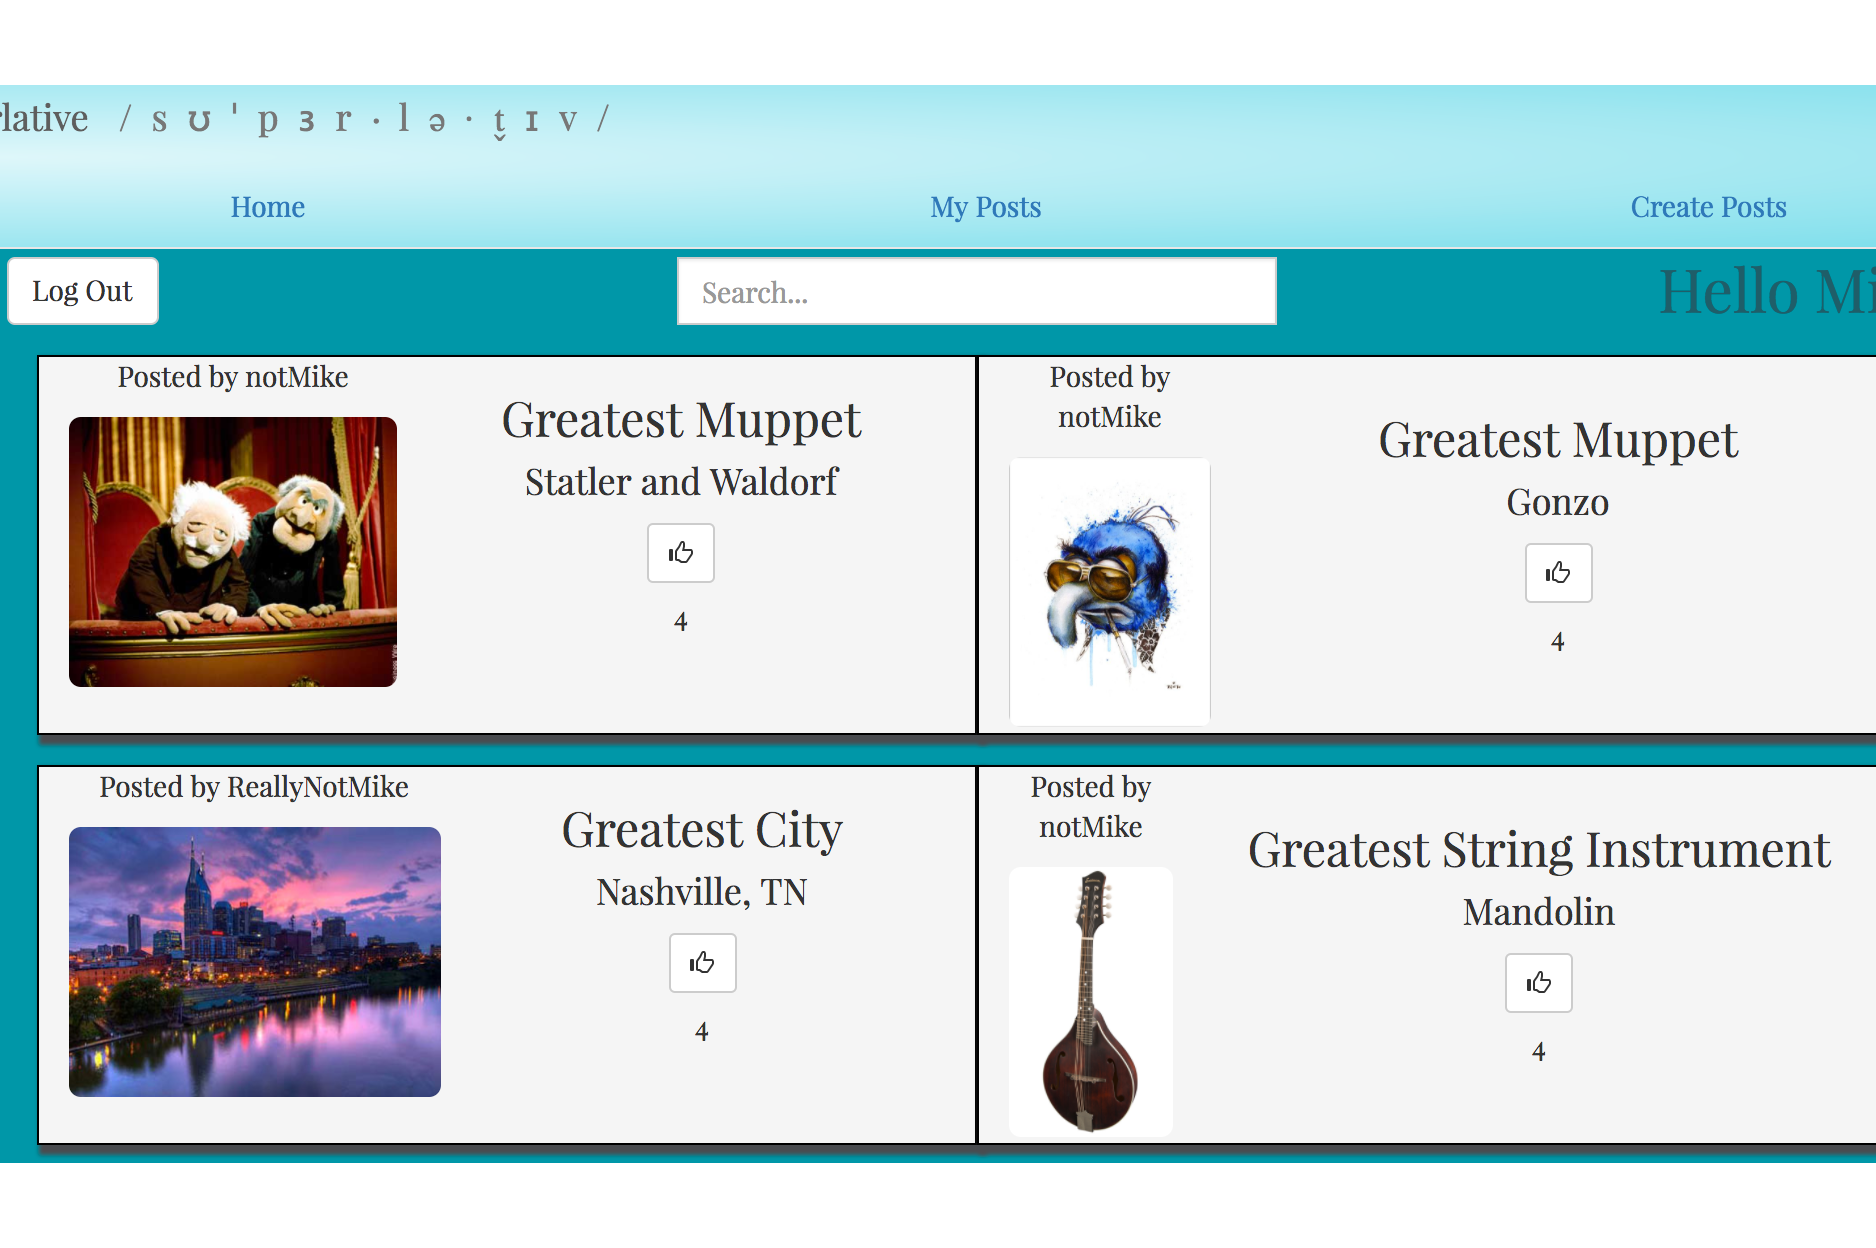 rlative / s ʊ ˈ p ɜ r · l ə · t̬ ɪ v /
Home My Posts Create Posts
Log Out Search... Hello Mi
Posted by notMike
Greatest Muppet
Statler and Waldorf
4
Posted by
notMike
Greatest Muppet
Gonzo
4
Posted by ReallyNotMike
Greatest City
Nashville, TN
4
Posted by
notMike
Greatest String Instrument
Mandolin
4